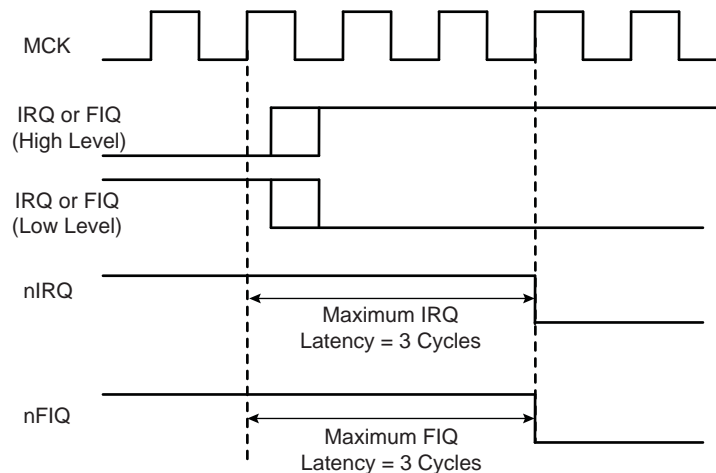 MCK
IRQ or FIQ
(High Level)
IRQ or FIQ
(Low Level)
nIRQ
Maximum IRQ
Latency = 3 Cycles
nFIQ
Maximum FIQ
Latency = 3 Cycles